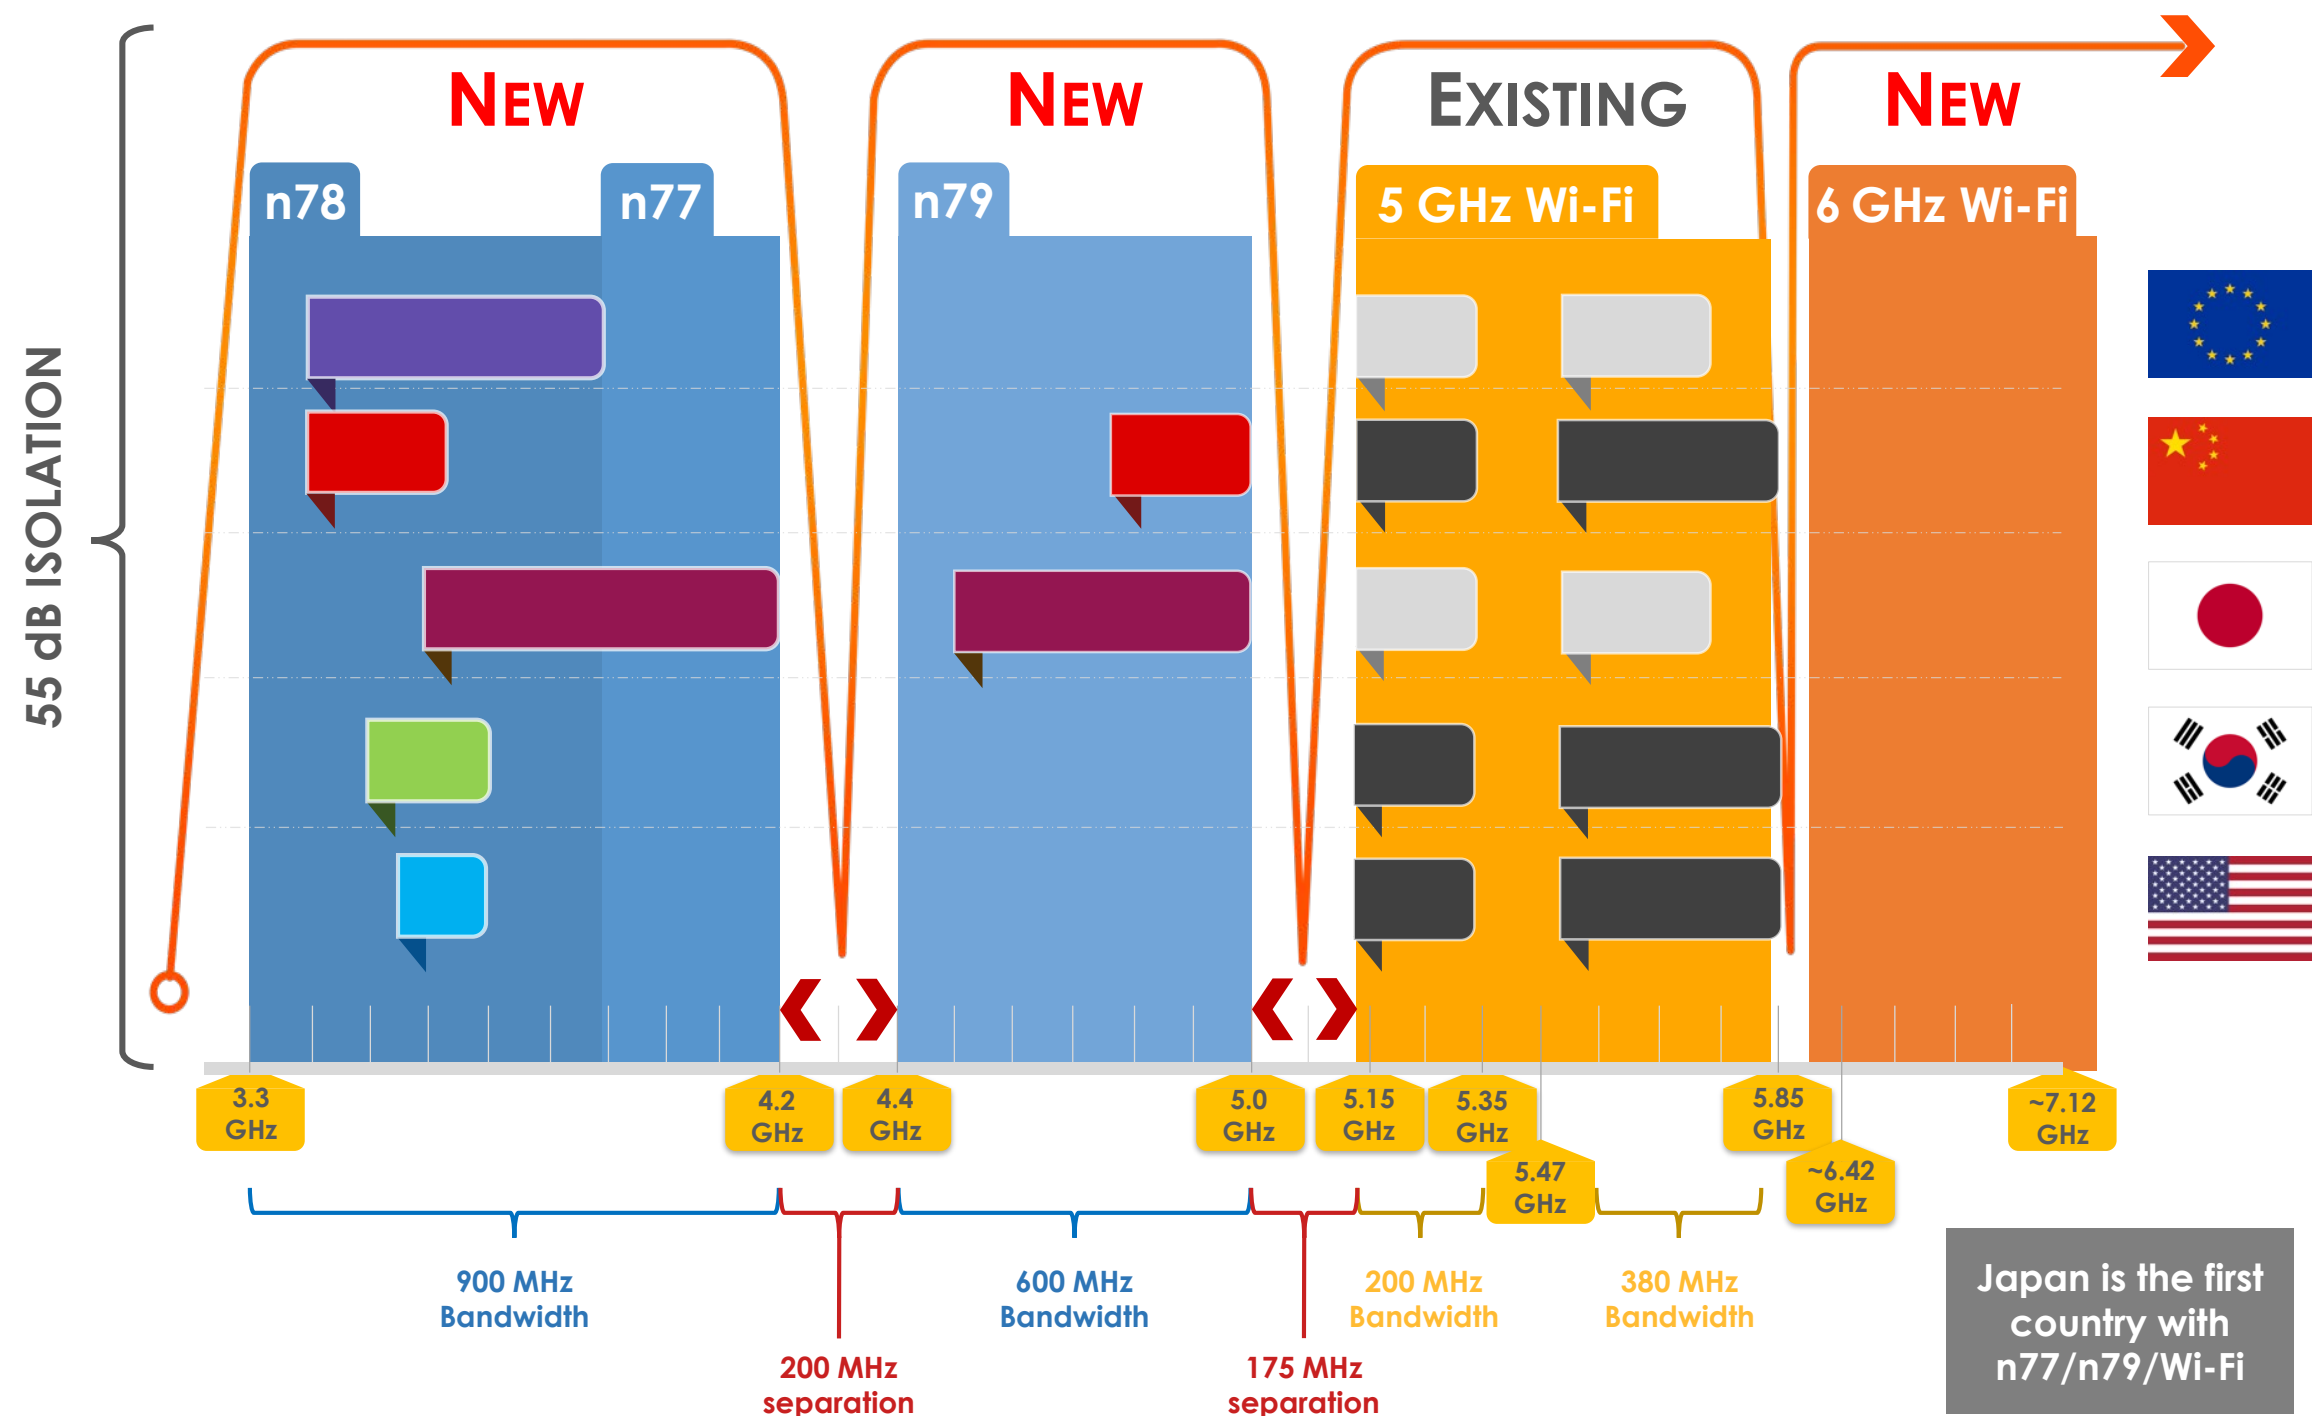 NEW
NEW
EXISTING
NEW
n78
n77
n79
5 GHz Wi-Fi
6 GHz Wi-Fi
55 dB ISOLATION
3.3
GHz
4.2
GHz
4.4
GHz
5.0
GHz
5.15
GHz
5.35
GHz
5.47
GHz
5.85
GHz
~6.42
GHz
~7.12
GHz
900 MHz
Bandwidth
200 MHz
separation
600 MHz
Bandwidth
175 MHz
separation
200 MHz
Bandwidth
380 MHz
Bandwidth
Japan is the first
country with
n77/n79/Wi-Fi